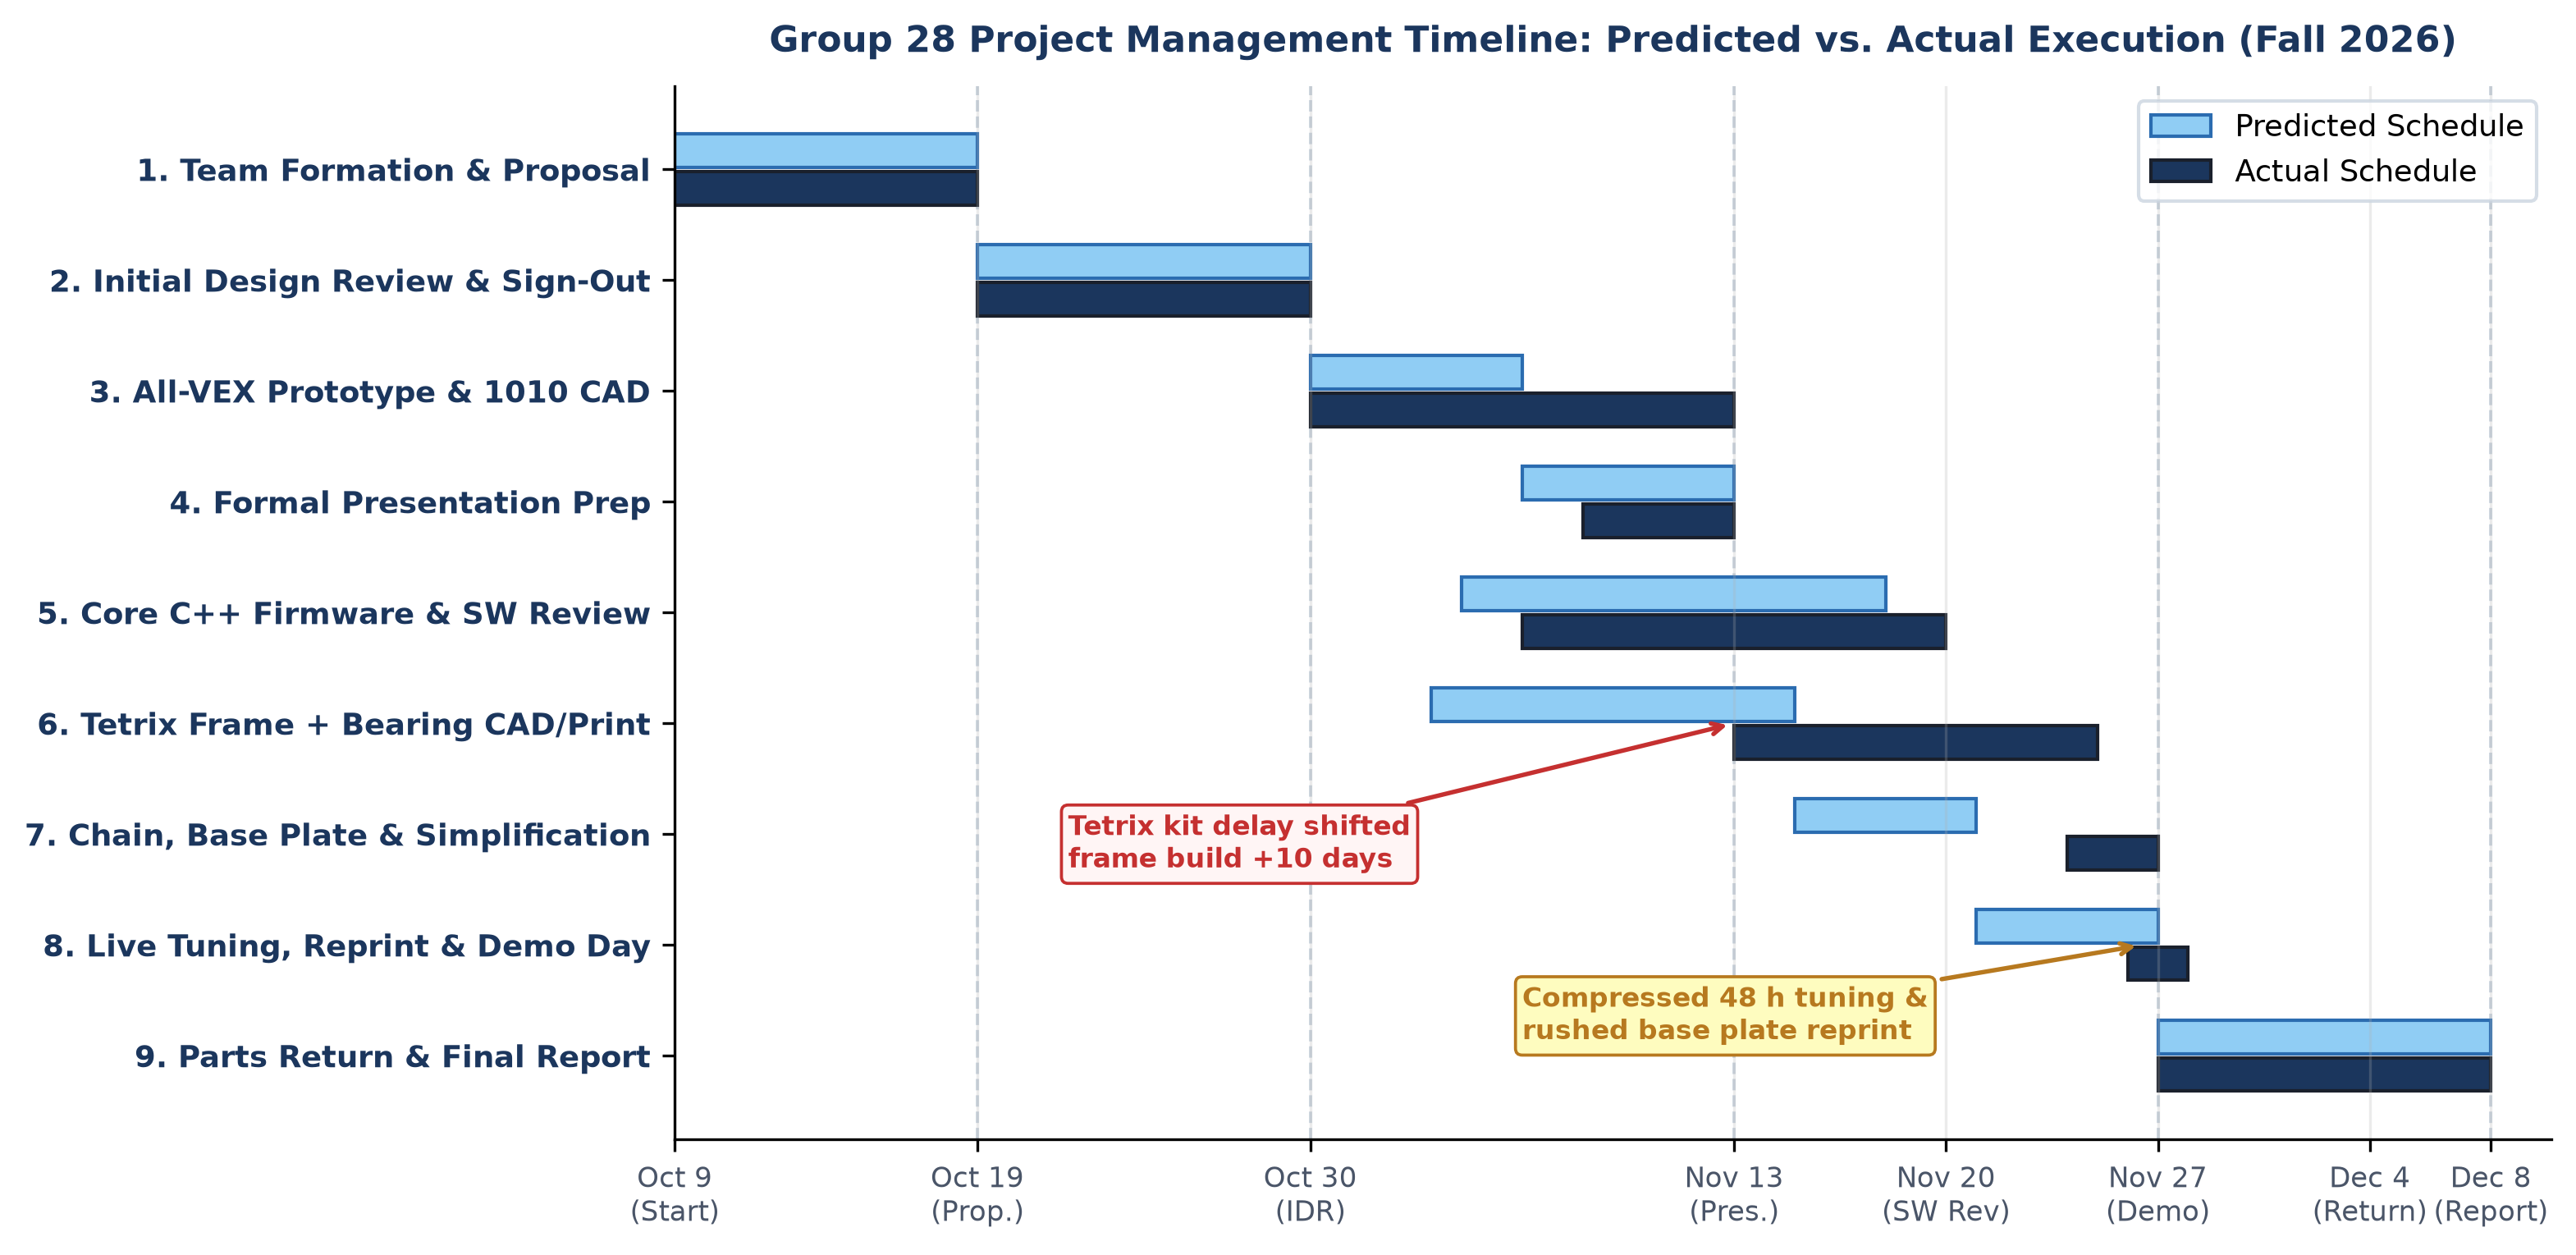 Group 28 Project Management Timeline: Predicted vs. Actual Execution (Fall 2026)
Predicted Schedule
Actual Schedule
1. Team Formation & Proposal
2. Initial Design Review & Sign-Out
3. All-VEX Prototype & 1010 CAD
4. Formal Presentation Prep
5. Core C++ Firmware & SW Review
6. Tetrix Frame + Bearing CAD/Print
7. Chain, Base Plate & Simplification
8. Live Tuning, Reprint & Demo Day
9. Parts Return & Final Report
Tetrix kit delay shifted
frame build +10 days
Compressed 48 h tuning &
rushed base plate reprint
Oct 9
(Start)
Oct 19
(Prop.)
Oct 30
(IDR)
Nov 13
(Pres.)
Nov 20
(SW Rev)
Nov 27
(Demo)
Dec 4
(Return)
Dec 8
(Report)